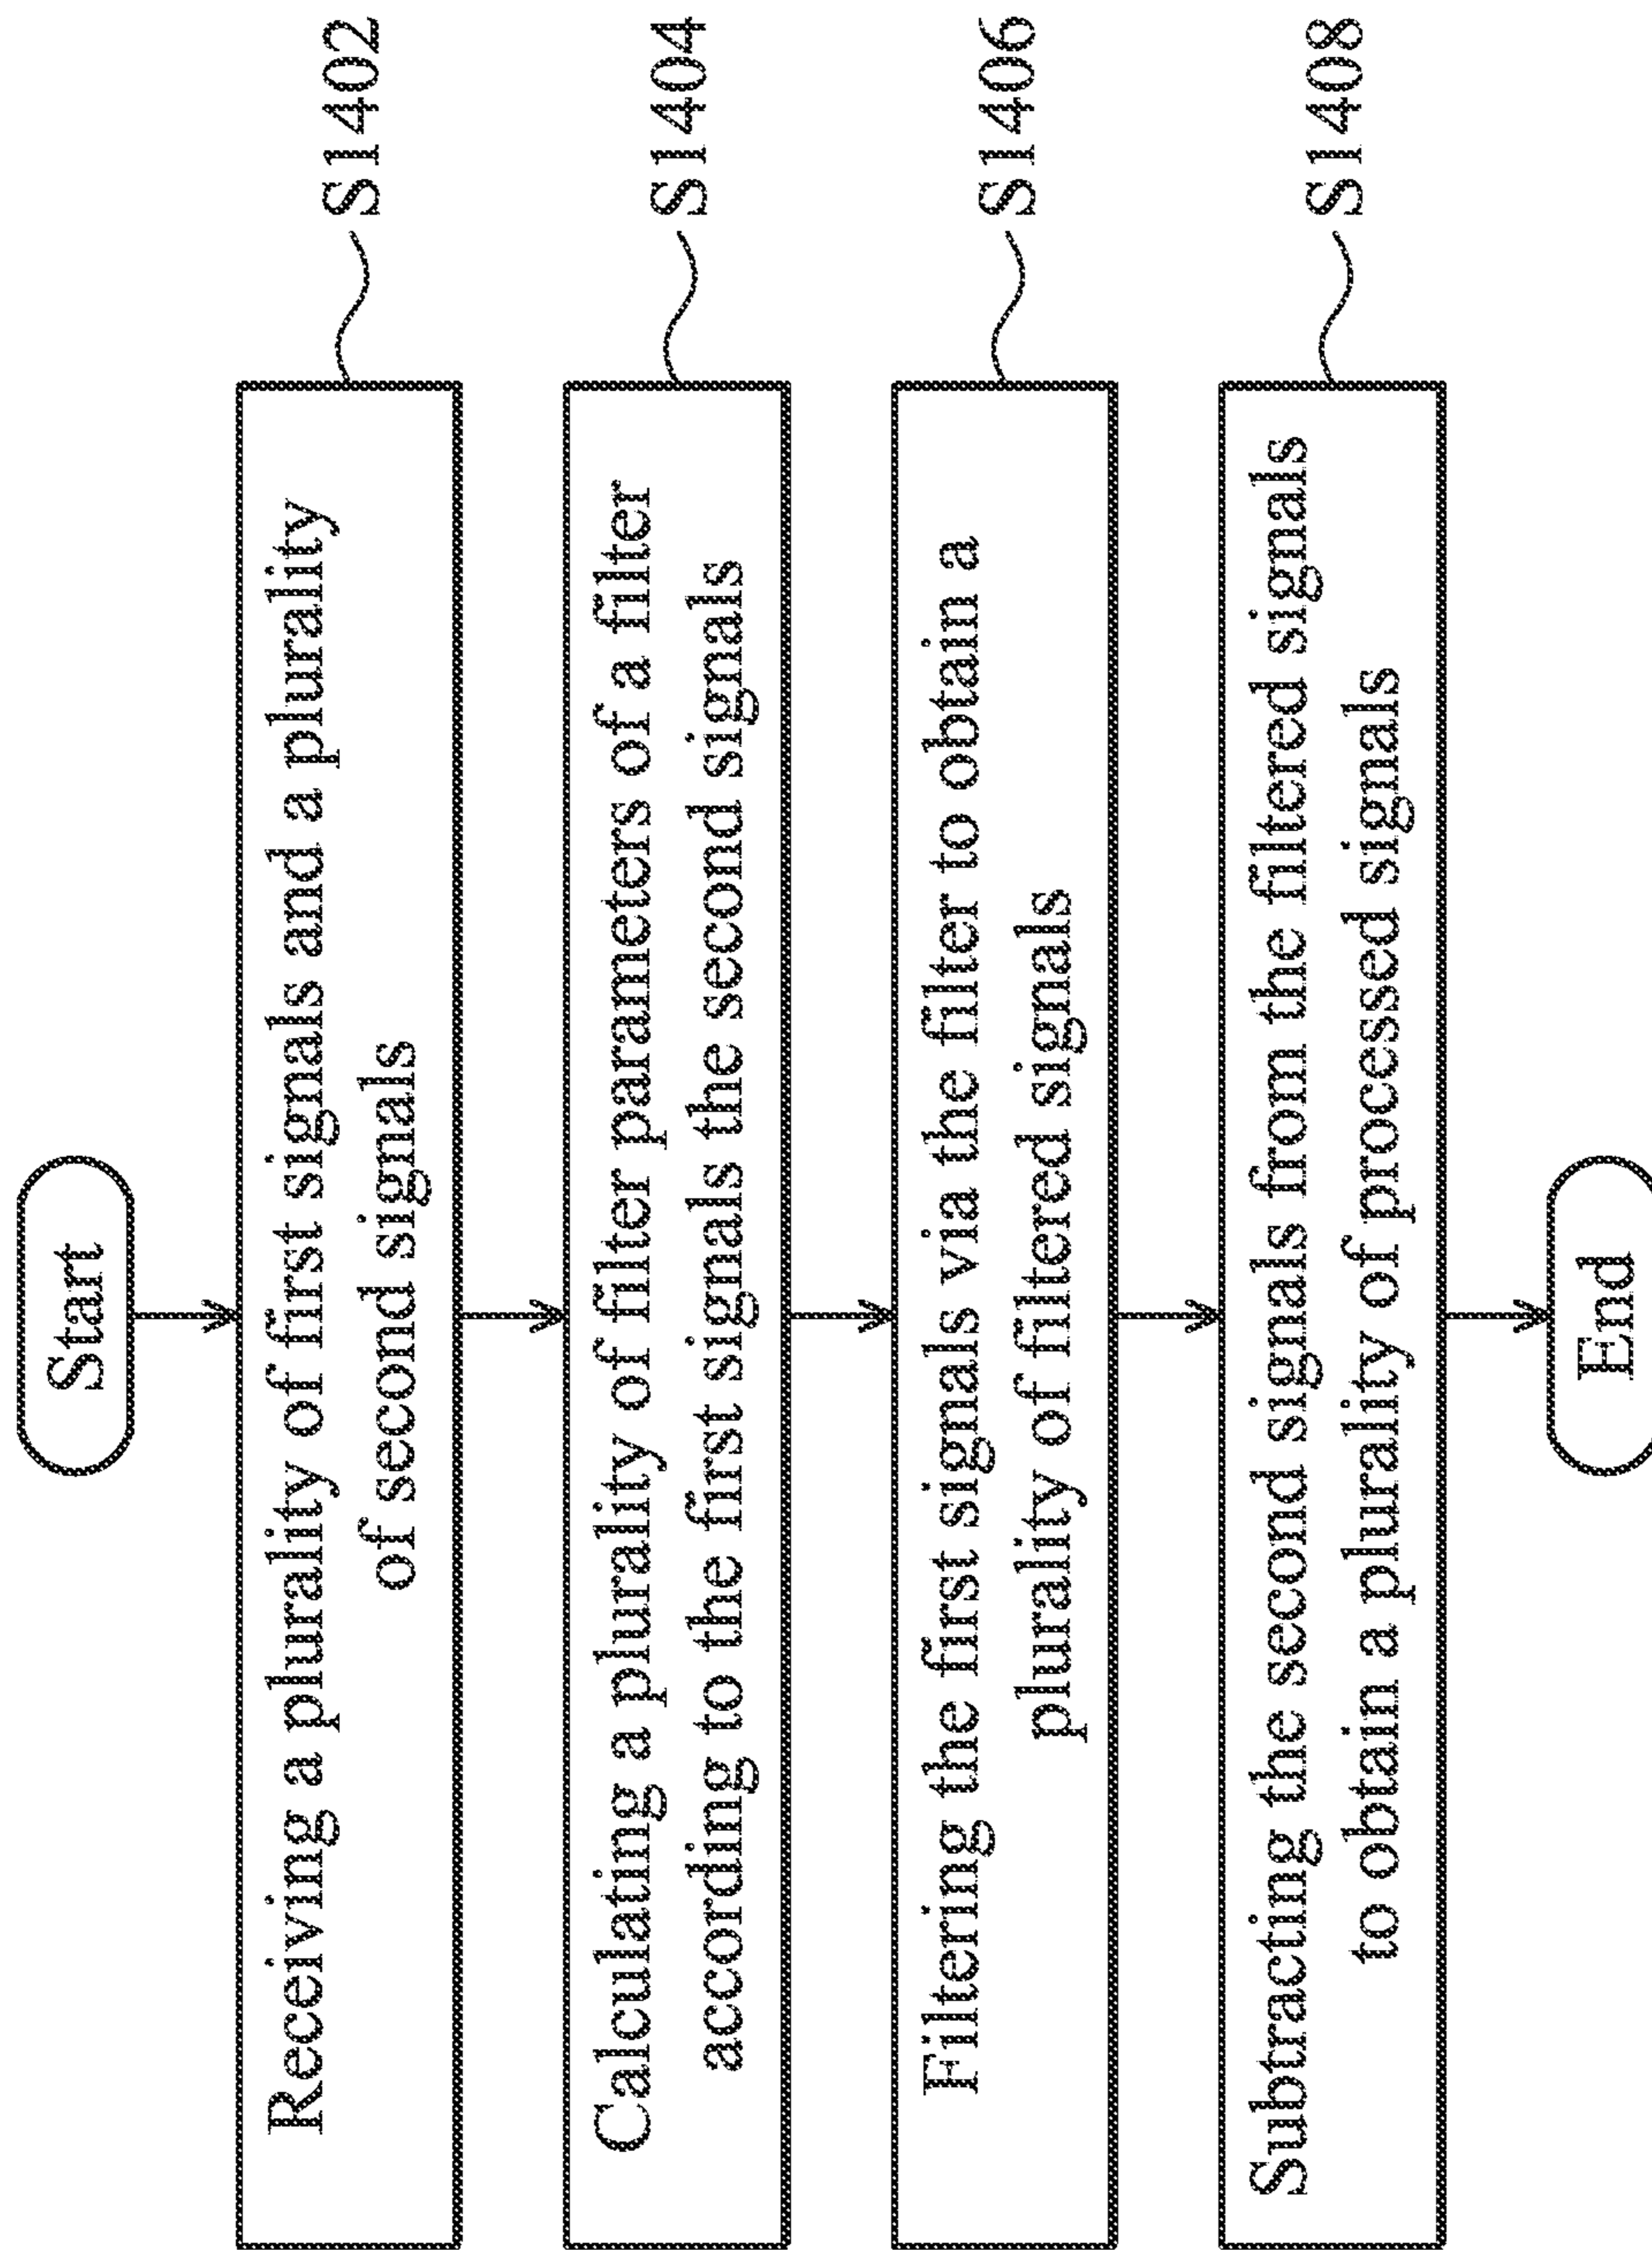 Start
Receiving a plurality of first signals and a plurality
of second signals
S1402
Calculating a plurality of filter parameters of a filter
according to the first signals the second signals
S1404
Filtering the first signals via the filter to obtain a
plurality of filtered signals
S1406
Subtracting the second signals from the filtered signals
to obtain a plurality of processed signals
S1408
End